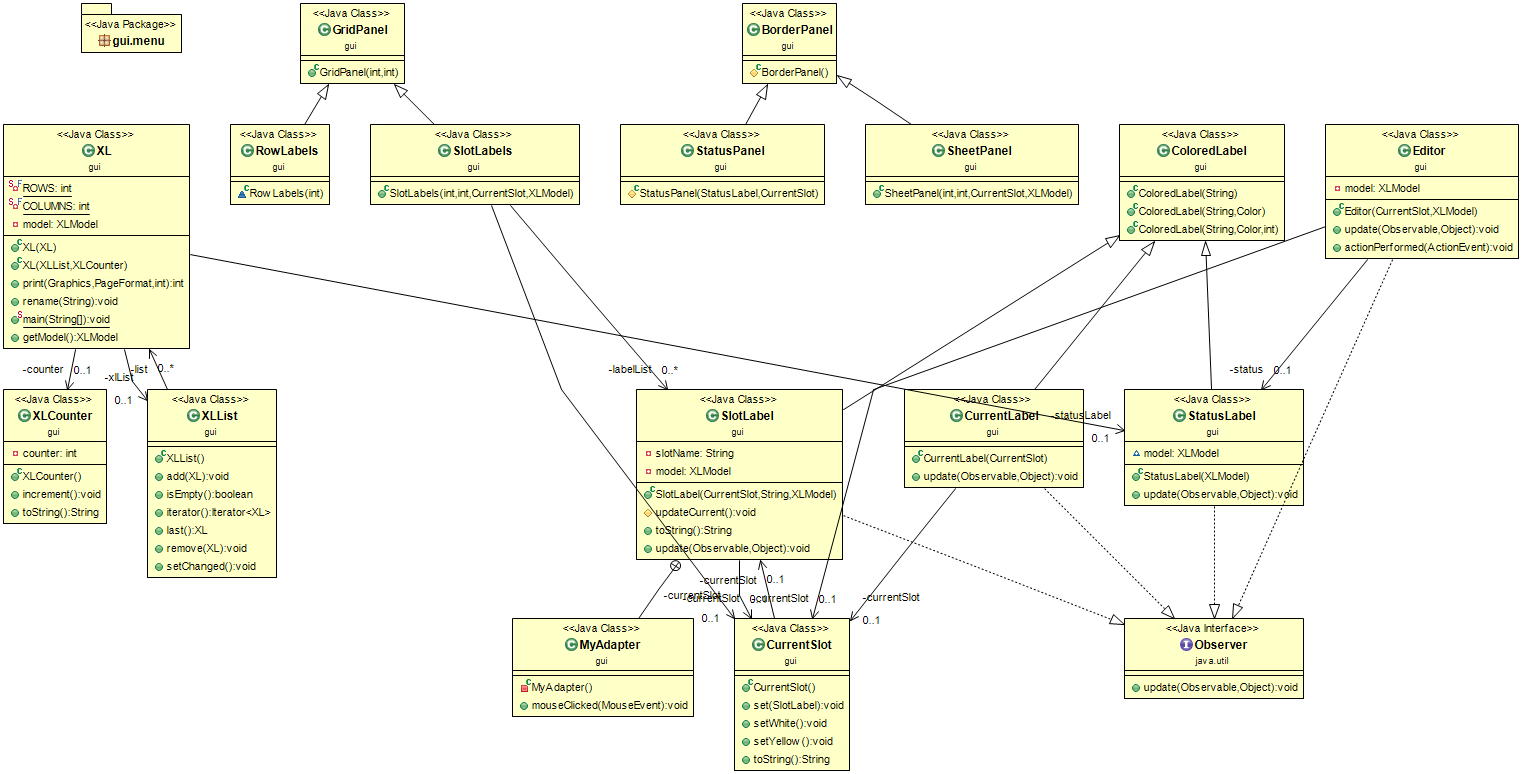 <<Java Package>>
gui.menu
<<Java Class>>
GridPanel
gui
GridPanel(int,int)
<<Java Class>>
BorderPanel
gui
BorderPanel()
<<Java Class>>
XL
gui
ROWS: int
COLUMNS: int
model: XLModel
XL(XL)
XL(XLList,XLCounter)
print(Graphics,PageFormat,int):int
rename(String):void
main(String[]):void
getModel():XLModel
<<Java Class>>
RowLabels
gui
RowLabels(int)
<<Java Class>>
SlotLabels
gui
SlotLabels(int,int,CurrentSlot,XLModel)
<<Java Class>>
StatusPanel
gui
StatusPanel(StatusLabel,CurrentSlot)
<<Java Class>>
SheetPanel
gui
SheetPanel(int,int,CurrentSlot,XLModel)
<<Java Class>>
ColoredLabel
gui
ColoredLabel(String)
ColoredLabel(String,Color)
ColoredLabel(String,Color,int)
<<Java Class>>
Editor
gui
model: XLModel
Editor(CurrentSlot,XLModel)
update(Observable,Object):void
actionPerformed(ActionEvent):void
-counter
0..1
-xlList
0..1
-list
0..*
-labelList
0..*
-statusLabel
0..1
-status
0..1
<<Java Class>>
XLCounter
gui
counter: int
XLCounter()
increment():void
toString():String
<<Java Class>>
XLList
gui
XLList()
add(XL):void
isEmpty():boolean
iterator():Iterator<XL>
last():XL
remove(XL):void
setChanged():void
<<Java Class>>
SlotLabel
gui
slotName: String
model: XLModel
SlotLabel(CurrentSlot,String,XLModel)
updateCurrent():void
toString():String
update(Observable,Object):void
<<Java Class>>
CurrentLabel
gui
CurrentLabel(CurrentSlot)
update(Observable,Object):void
<<Java Class>>
StatusLabel
gui
model: XLModel
StatusLabel(XLModel)
update(Observable,Object):void
-currentSlot
0..1
-currentSlot
0..1
-currentSlot
0..1
-currentSlot
0..1
-currentSlot
0..1
<<Java Class>>
MyAdapter
gui
MyAdapter()
mouseClicked(MouseEvent):void
<<Java Class>>
CurrentSlot
gui
CurrentSlot()
set(SlotLabel):void
setWhite():void
setYellow():void
toString():String
<<Java Interface>>
Observer
java.util
update(Observable,Object):void